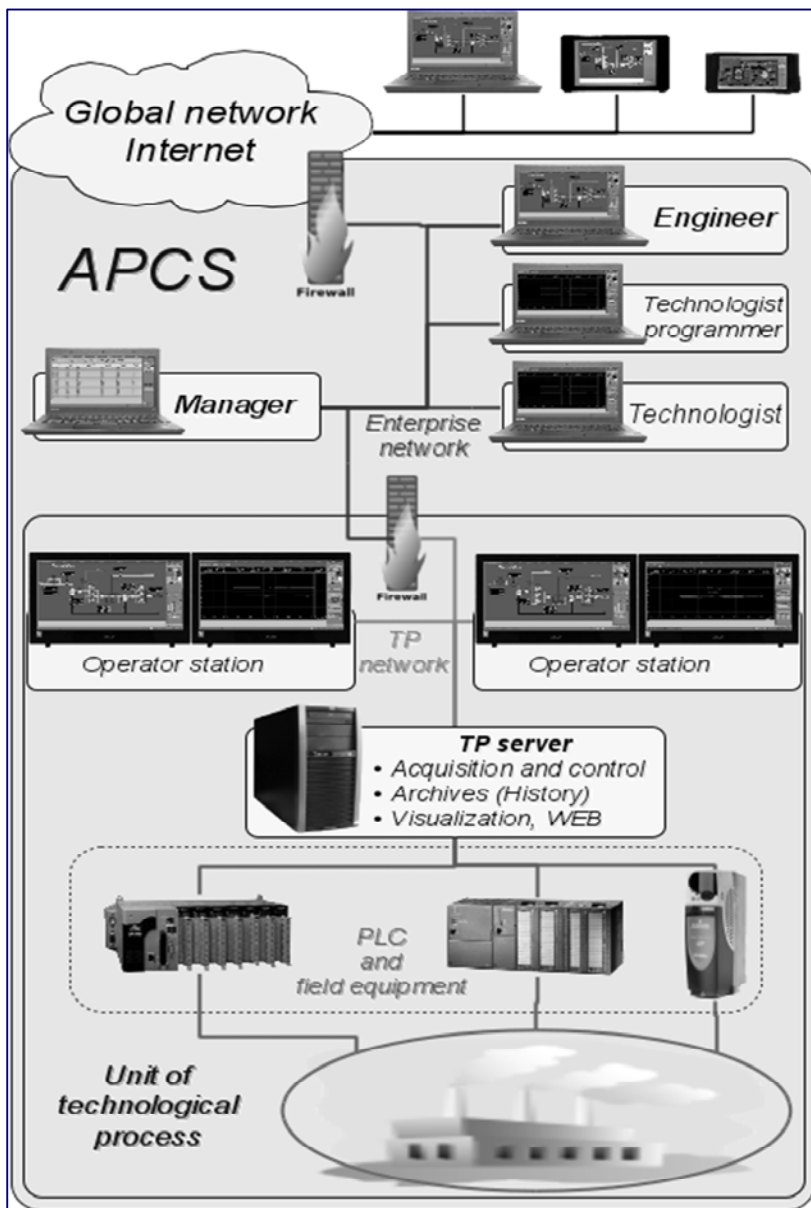 Global network
Internet
APCS
Firewall
Engineer
Technologist
programmer
Manager
Technologist
Enterprise
network
Firewall
Operator station
TP
network
Operator station
TP server
• Acquisition and control
• Archives (History)
• Visualization, WEB
PLC
and
field equipment
Unit of
technological
process